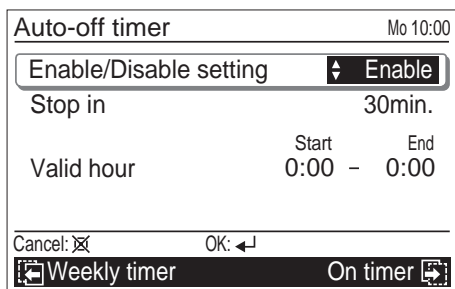 Auto-off timer Mo 10:00
Enable/Disable setting Enable
Stop in 30min.
Start End
Valid hour 0:00 – 0:00
Cancel: OK:
Weekly timer On timer